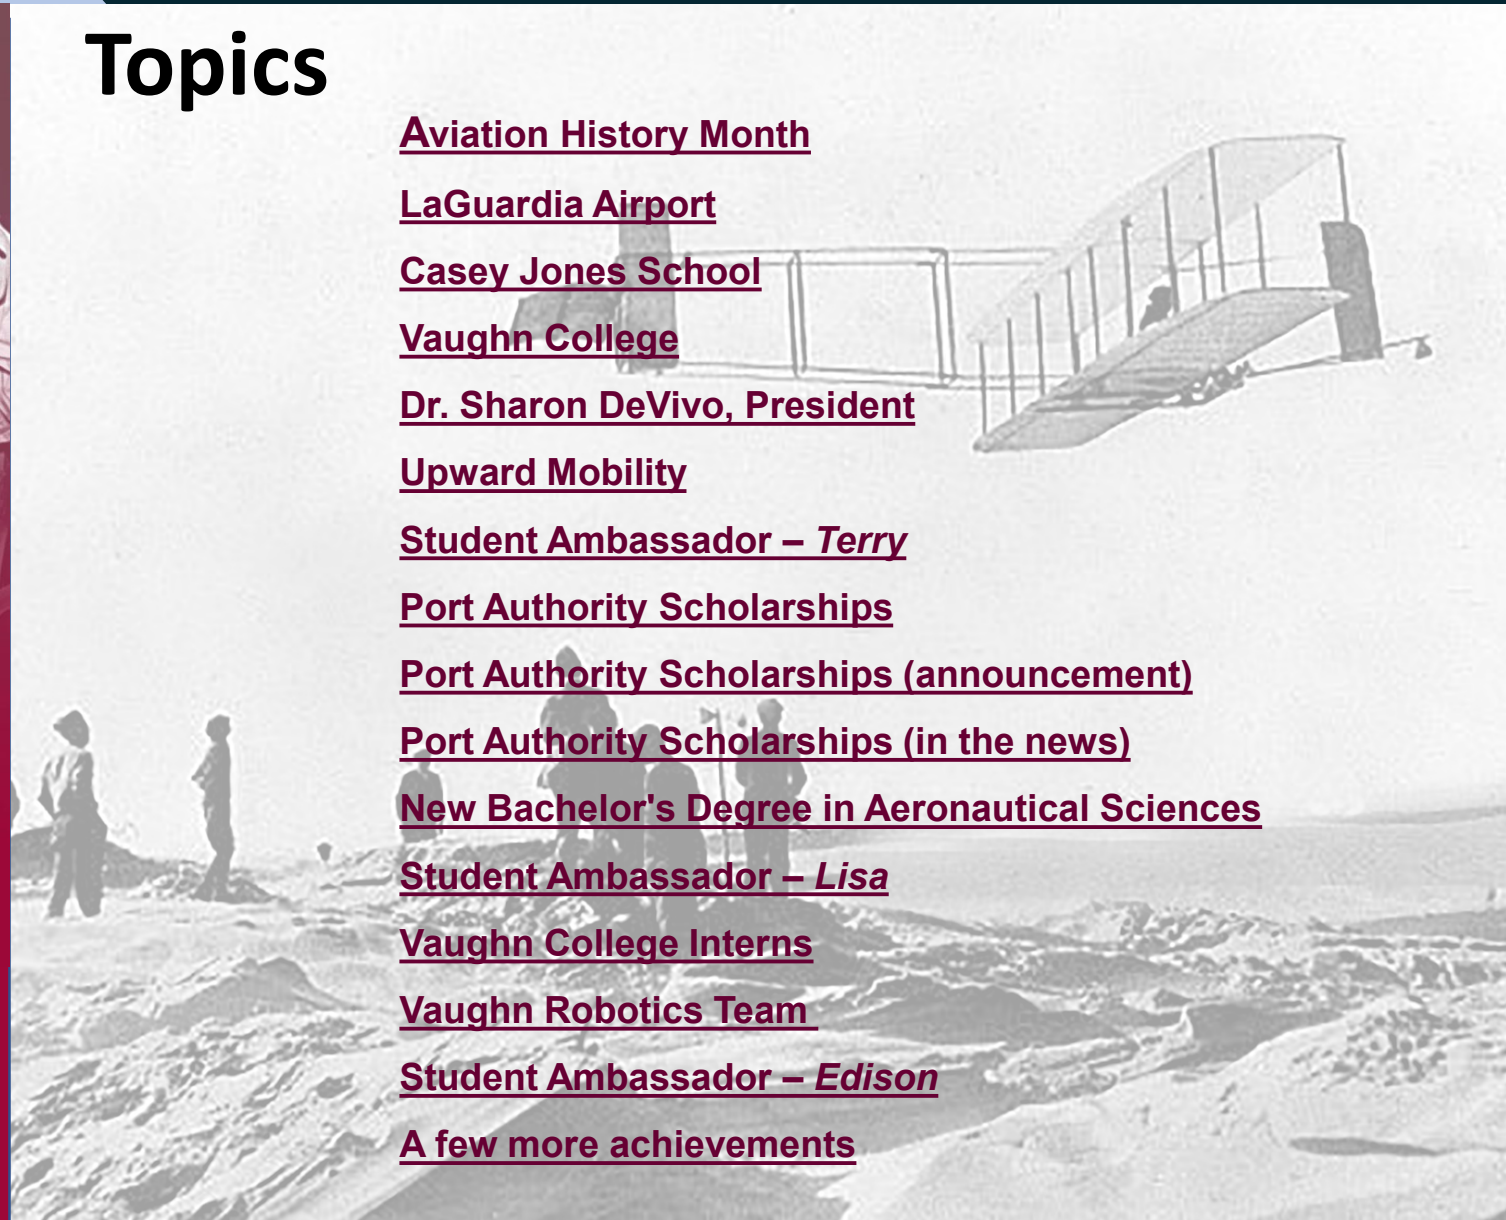 Topics
Aviation History Month
LaGuardia Airport
Casey Jones School
Vaughn College
Dr. Sharon DeVivo, President
Upward Mobility
Student Ambassador – Terry
Port Authority Scholarships
Port Authority Scholarships (announcement)
Port Authority Scholarships (in the news)
New Bachelor's Degree in Aeronautical Sciences
Student Ambassador – Lisa
Vaughn College Interns
Vaughn Robotics Team
Student Ambassador – Edison
A few more achievements